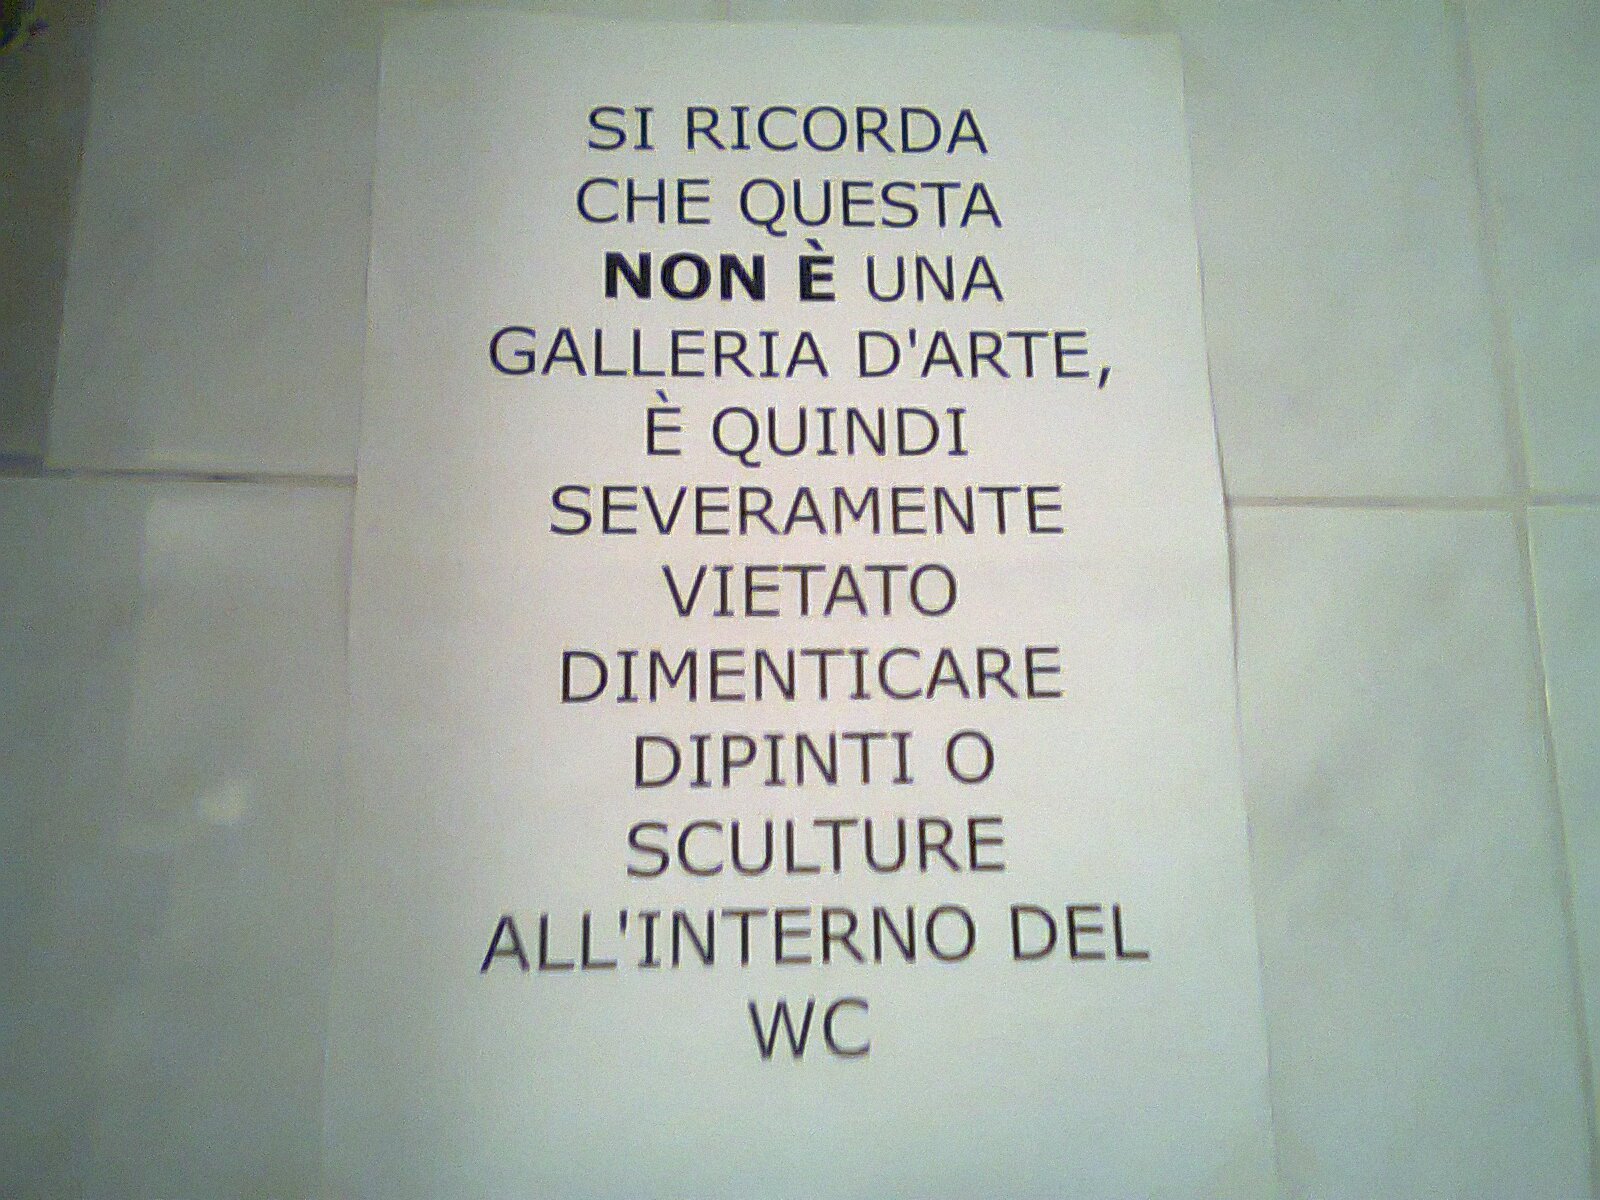 SI RICORDA
CHE QUESTA
NON È UNA
GALLERIA D'ARTE,
È QUINDI
SEVERAMENTE
VIETATO
DIMENTICARE
DIPINTI O
SCULTURE
ALL'INTERNO DEL
WC